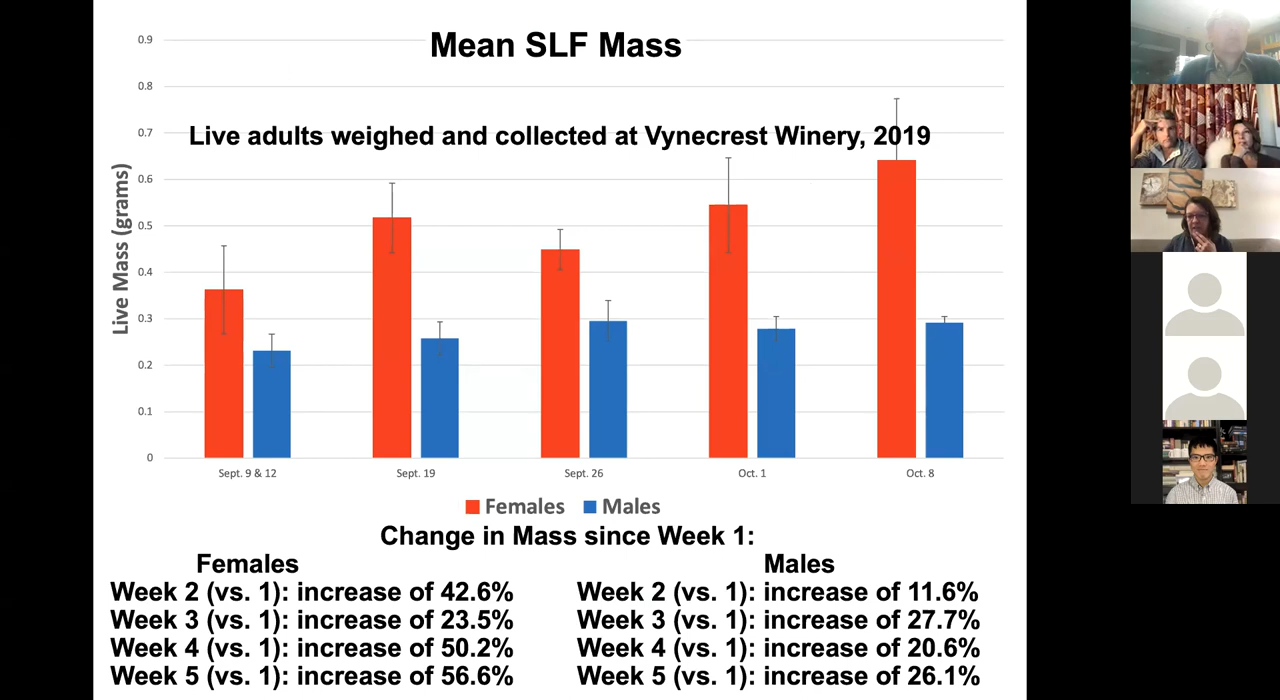 Mean SLF Mass
Live adults weighed and collected at Vynecrest Winery, 2019
Live Mass (grams)
0.9
0.8
0.7
0.6
0.5
0.4
0.3
0.2
0.1
0
Sept. 9 & 12 Sept. 19 Sept. 26 Oct. 1 Oct. 8
Females Males
Change in Mass since Week 1:
Females
Week 2 (vs. 1): increase of 42.6%
Week 3 (vs. 1): increase of 23.5%
Week 4 (vs. 1): increase of 50.2%
Week 5 (vs. 1): increase of 56.6%
Males
Week 2 (vs. 1): increase of 11.6%
Week 3 (vs. 1): increase of 27.7%
Week 4 (vs. 1): increase of 20.6%
Week 5 (vs. 1): increase of 26.1%